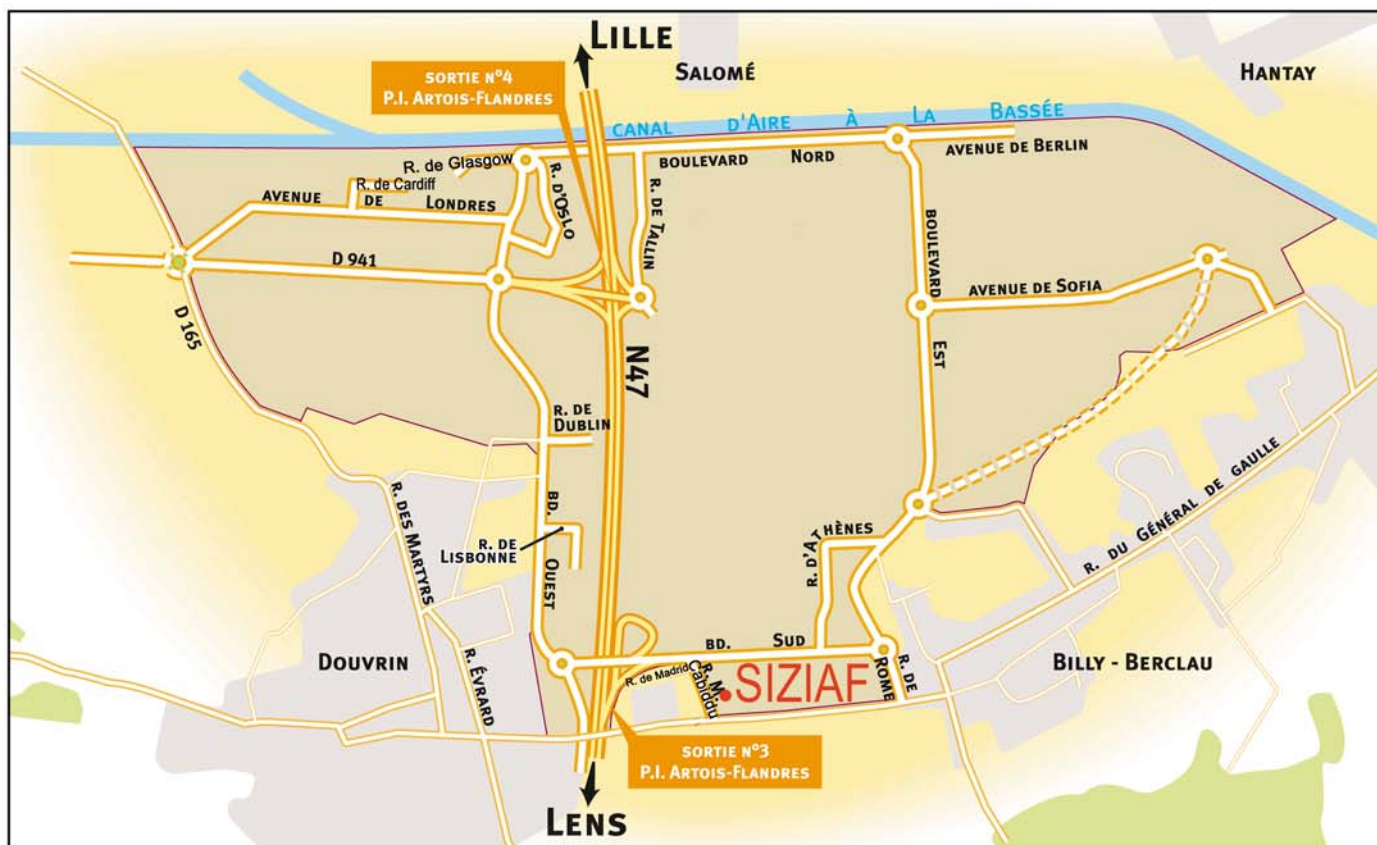 LILLE
SORTIE N°4
P.I. ARTOIS-FLANDRES
SALOMÉ
HANTAY
CANAL D'AIRE À LA BASSÉE
R. de Glasgow
BOULEVARD NORD
AVENUE DE BERLIN
R. de Cardiff
AVENUE DE LONDRES
R. D'OSLO
R. DE TALLIN
D 941
BOULEVARD EST
AVENUE DE SOFIA
D 165
N47
R. DE
DUBLIN
R. DU GÉNÉRAL DE GAULLE
R. DES MARTYRS
BD. OUEST
R. DE
LISBONNE
R. D'ATHÈNES
BD. SUD
DOUVRIN
R. ÉVRARD
R. de Madrid
R. M.
Cabiddu
SIZIAF
R. DE
ROME
BILLY - BERCLAU
SORTIE N°3
P.I. ARTOIS-FLANDRES
LENS